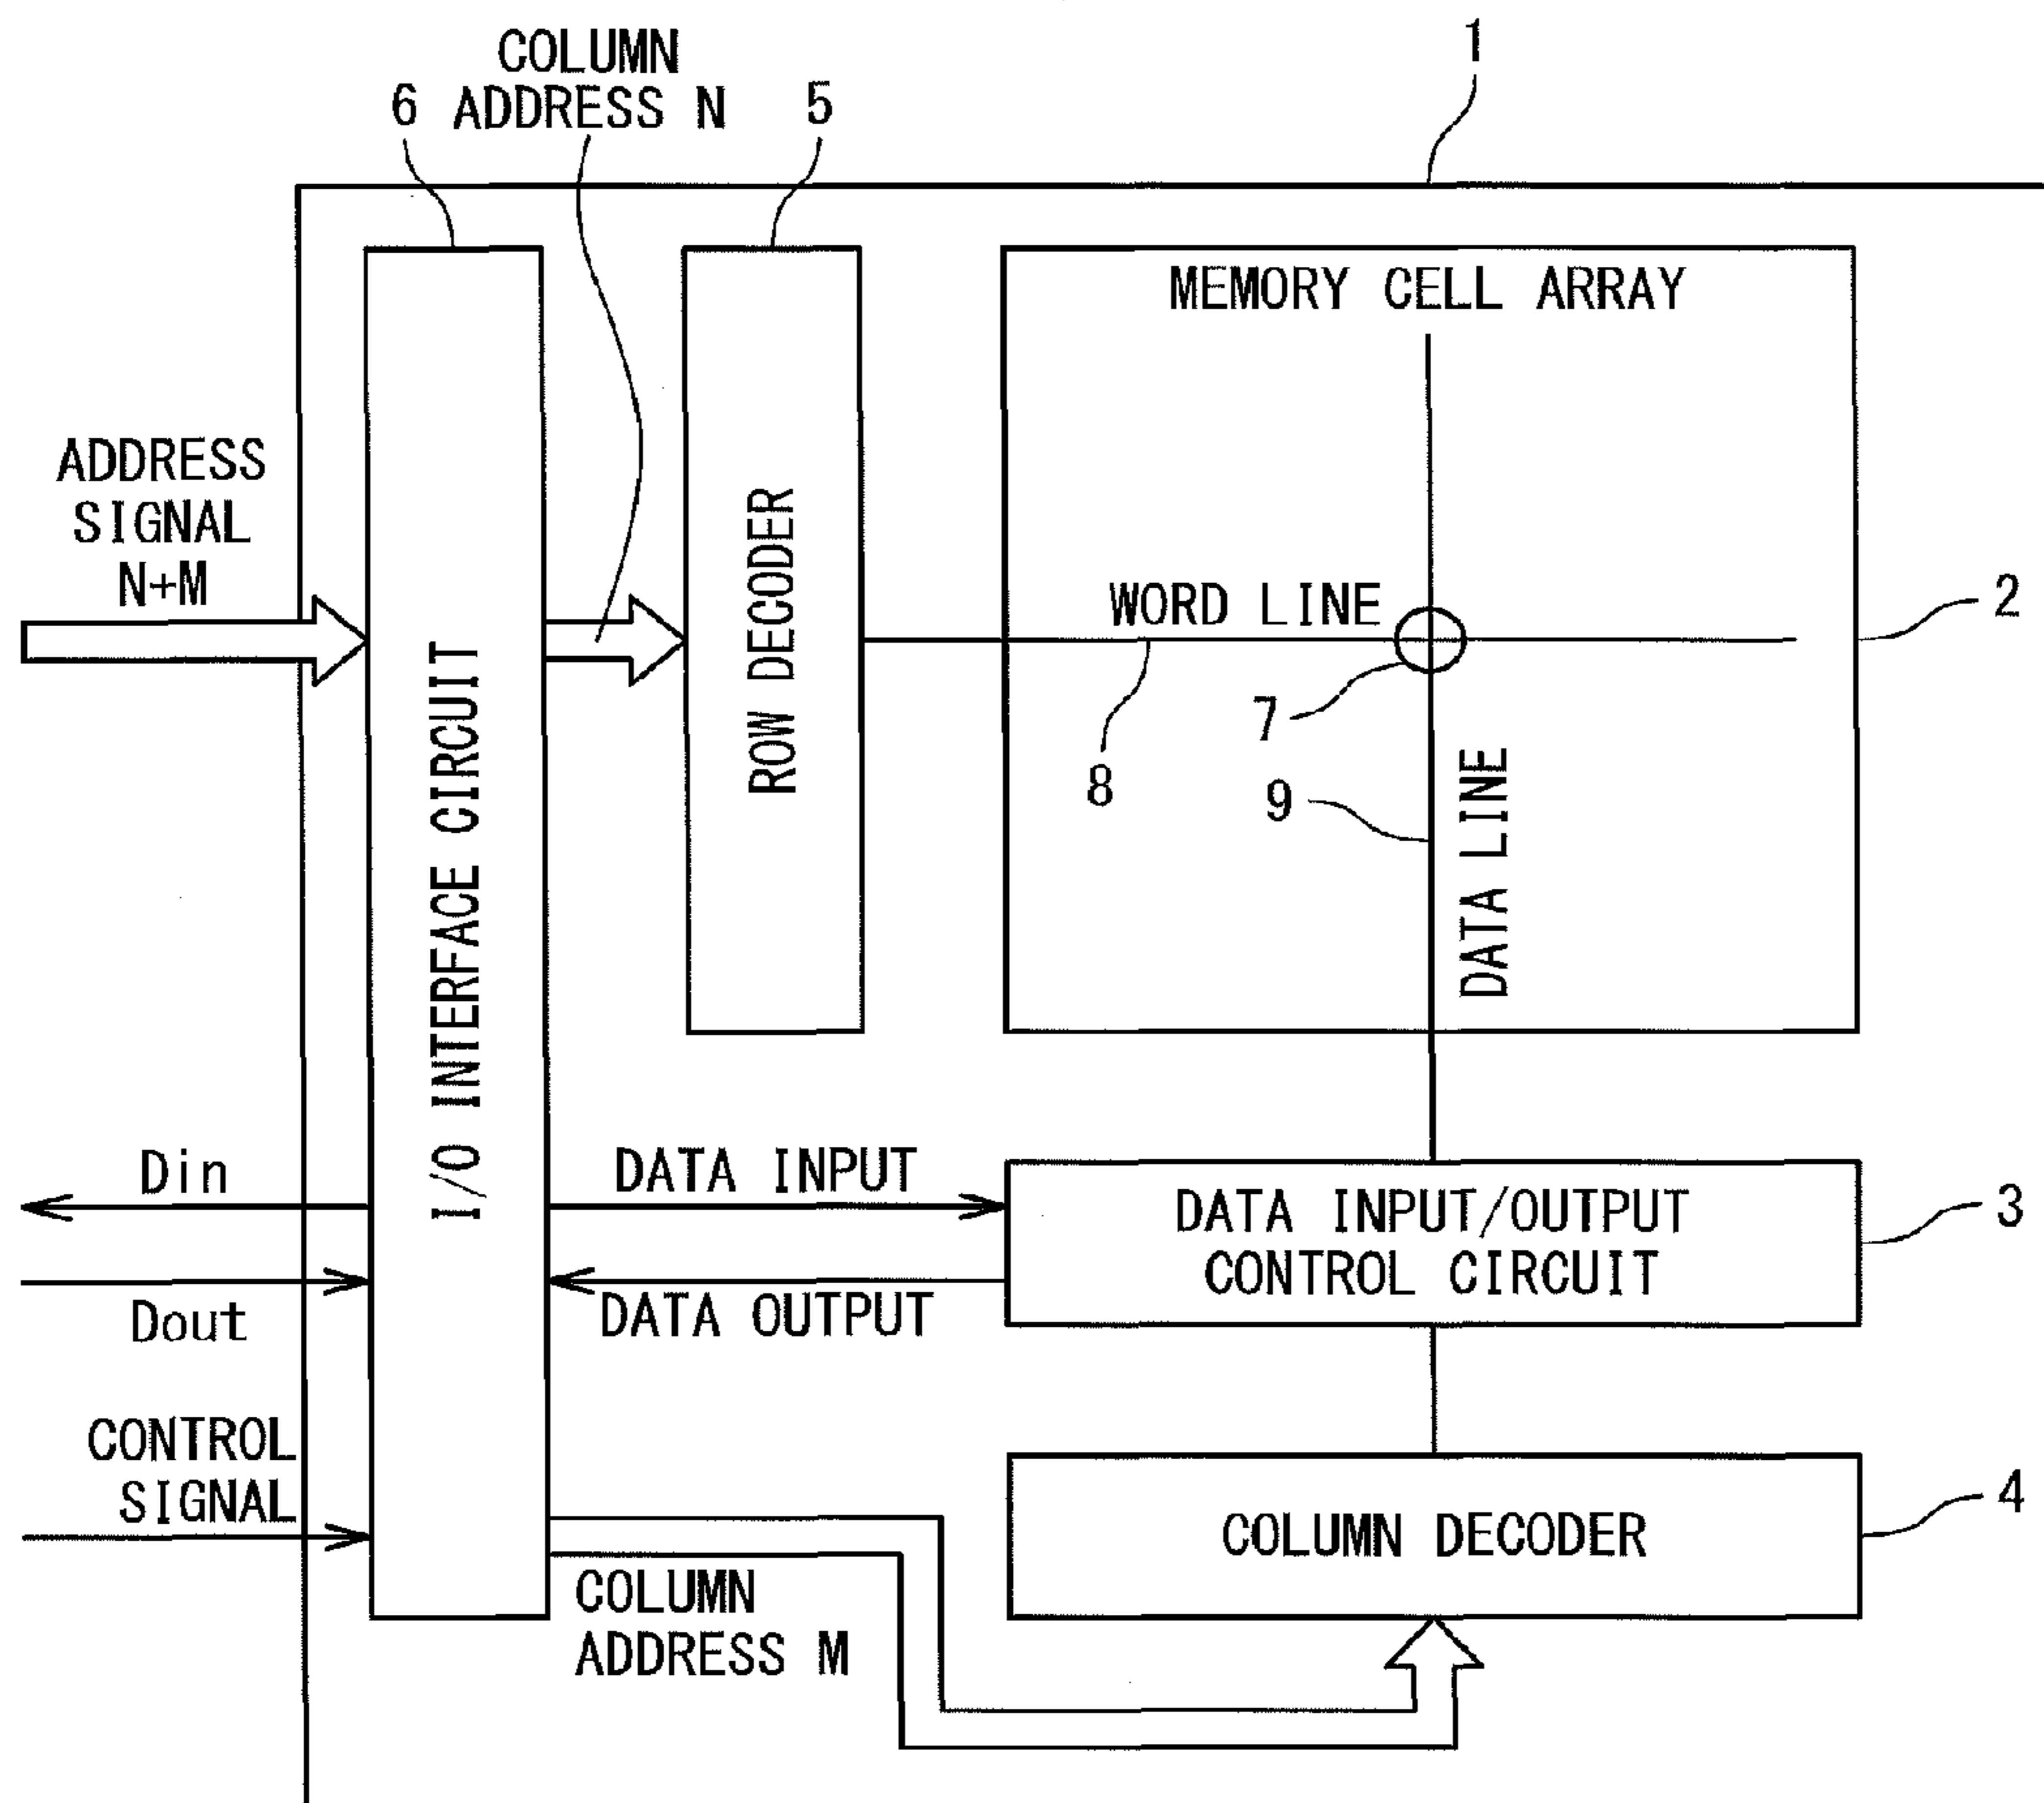 1
COLUMN
6 ADDRESS N 5
MEMORY CELL ARRAY
ADDRESS
SIGNAL
N+M
I/O INTERFACE CIRCUIT
ROW DECODER
WORD LINE
2
7
8
9
DATA LINE
Din
Dout
DATA INPUT
DATA OUTPUT
DATA INPUT/OUTPUT
CONTROL CIRCUIT
3
CONTROL
SIGNAL
COLUMN
ADDRESS M
COLUMN DECODER
4